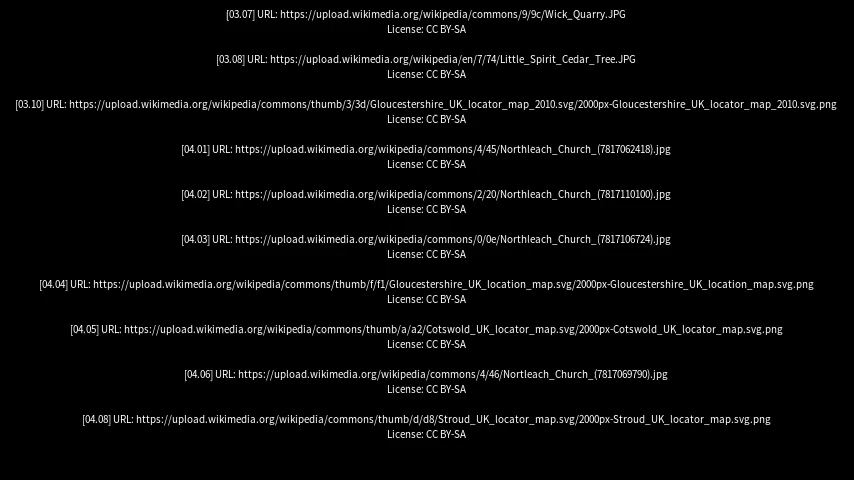 [03.07] URL: https://upload.wikimedia.org/wikipedia/commons/9/9c/Wick_Quarry.JPG
License: CC BY-SA
[03.08] URL: https://upload.wikimedia.org/wikipedia/en/7/74/Little_Spirit_Cedar_Tree.JPG
License: CC BY-SA
[03.10] URL: https://upload.wikimedia.org/wikipedia/commons/thumb/3/3d/Gloucestershire_UK_locator_map_2010.svg/2000px-Gloucestershire_UK_locator_map_2010.svg.png
License: CC BY-SA
[04.01] URL: https://upload.wikimedia.org/wikipedia/commons/4/45/Northleach_Church_(7817062418).jpg
License: CC BY-SA
[04.02] URL: https://upload.wikimedia.org/wikipedia/commons/2/20/Northleach_Church_(7817110100).jpg
License: CC BY-SA
[04.03] URL: https://upload.wikimedia.org/wikipedia/commons/0/0e/Northleach_Church_(7817106724).jpg
License: CC BY-SA
[04.04] URL: https://upload.wikimedia.org/wikipedia/commons/thumb/f/f1/Gloucestershire_UK_location_map.svg/2000px-Gloucestershire_UK_location_map.svg.png
License: CC BY-SA
[04.05] URL: https://upload.wikimedia.org/wikipedia/commons/thumb/a/a2/Cotswold_UK_locator_map.svg/2000px-Cotswold_UK_locator_map.svg.png
License: CC BY-SA
[04.06] URL: https://upload.wikimedia.org/wikipedia/commons/4/46/Nortleach_Church_(7817069790).jpg
License: CC BY-SA
[04.08] URL: https://upload.wikimedia.org/wikipedia/commons/thumb/d/d8/Stroud_UK_locator_map.svg/2000px-Stroud_UK_locator_map.svg.png
License: CC BY-SA